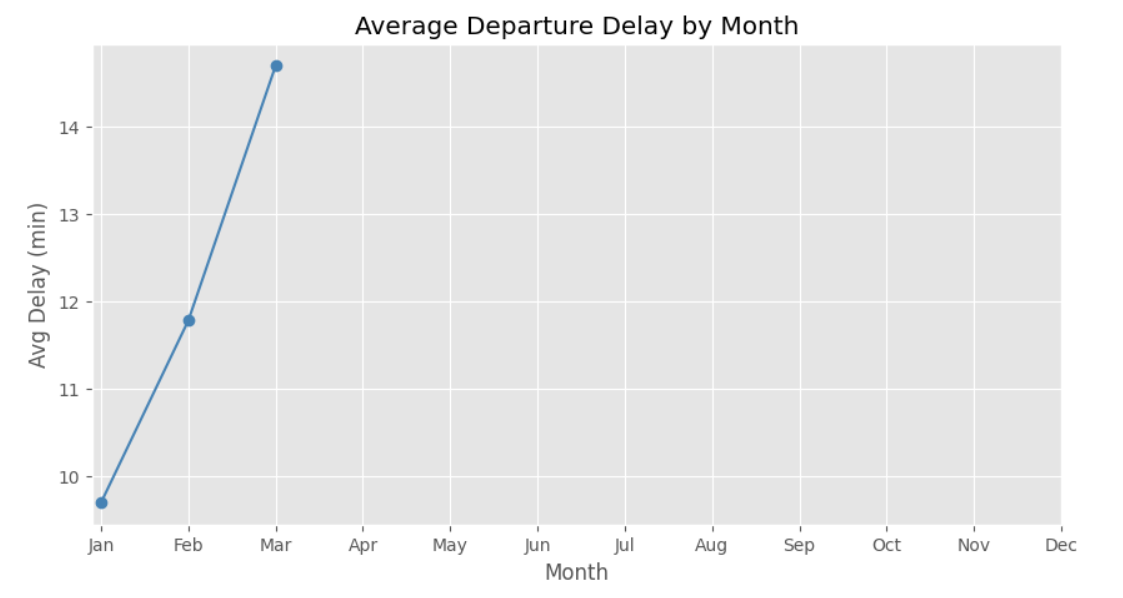 Average Departure Delay by Month
Avg Delay (min)
14
13
12
11
10
Jan Feb Mar Apr May Jun Jul Aug Sep Oct Nov Dec
Month